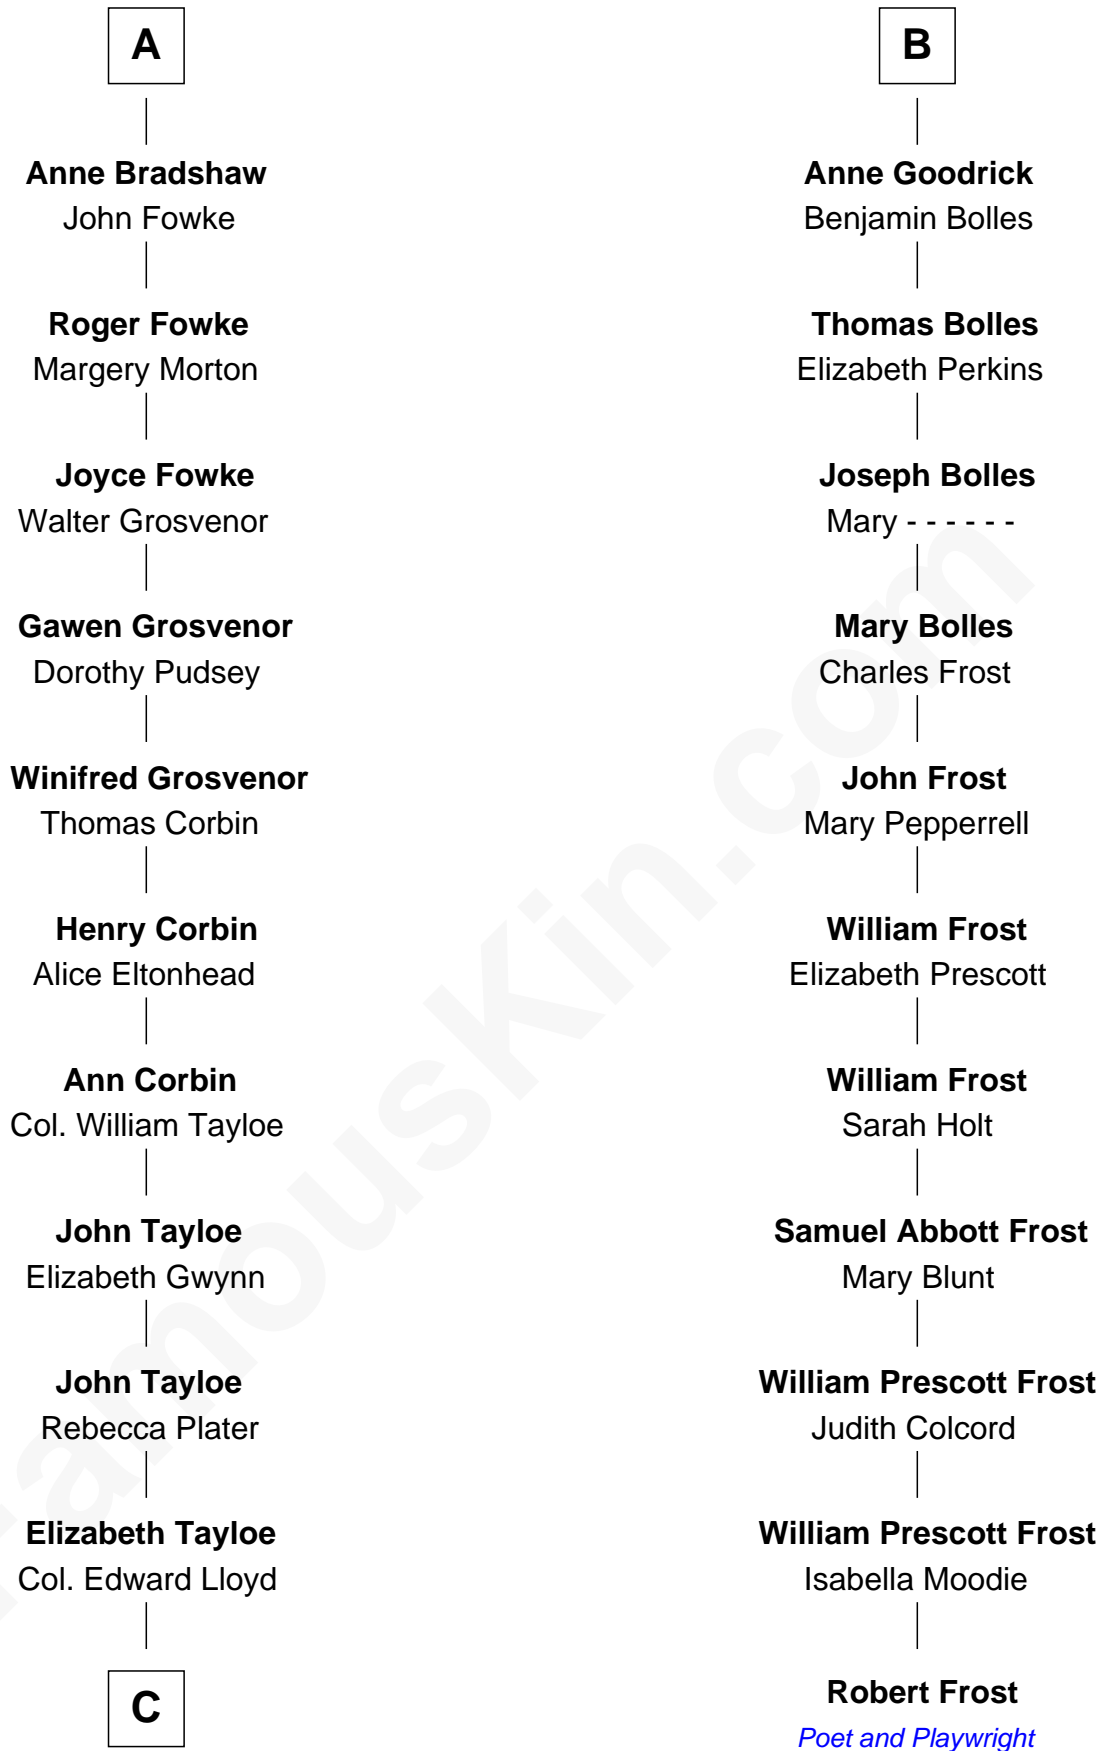 A
Anne Bradshaw
John Fowke
Roger Fowke
Margery Morton
Joyce Fowke
Walter Grosvenor
Gawen Grosvenor
Dorothy Pudsey
Winifred Grosvenor
Thomas Corbin
Henry Corbin
Alice Eltonhead
Ann Corbin
Col. William Tayloe
John Tayloe
Elizabeth Gwynn
John Tayloe
Rebecca Plater
Elizabeth Tayloe
Col. Edward Lloyd
C
B
Anne Goodrick
Benjamin Bolles
Thomas Bolles
Elizabeth Perkins
Joseph Bolles
Mary - - - - - -
Mary Bolles
Charles Frost
John Frost
Mary Pepperrell
William Frost
Elizabeth Prescott
William Frost
Sarah Holt
Samuel Abbott Frost
Mary Blunt
William Prescott Frost
Judith Colcord
William Prescott Frost
Isabella Moodie
Robert Frost
Poet and Playwright
FamousKin.com